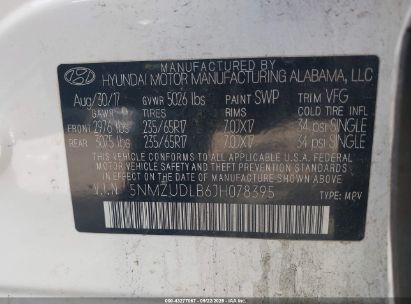 MANUFACTURED BY
HYUNDAI MOTOR MANUFACTURING ALABAMA, LLC
Aug/30/17 GVWR 5026 lbs PAINT SWP TRIM VFG
GAWR TIRES RIMS COLD TIRE INFL
FRONT 2976 lbs 235/65R17 7.0JX17 34 psi SINGLE
REAR 3075 lbs 235/65R17 7.0JX17 34 psi SINGLE
THIS VEHICLE CONFORMS TO ALL APPLICABLE U.S. FEDERAL
MOTOR VEHICLE SAFETY, BUMPER, AND THEFT PREVENTION
STANDARDS IN EFFECT ON THE DATE OF MANUFACTURE SHOWN ABOVE.
V.I.N. 5NMZUDLB6JH078395
TYPE: MPV